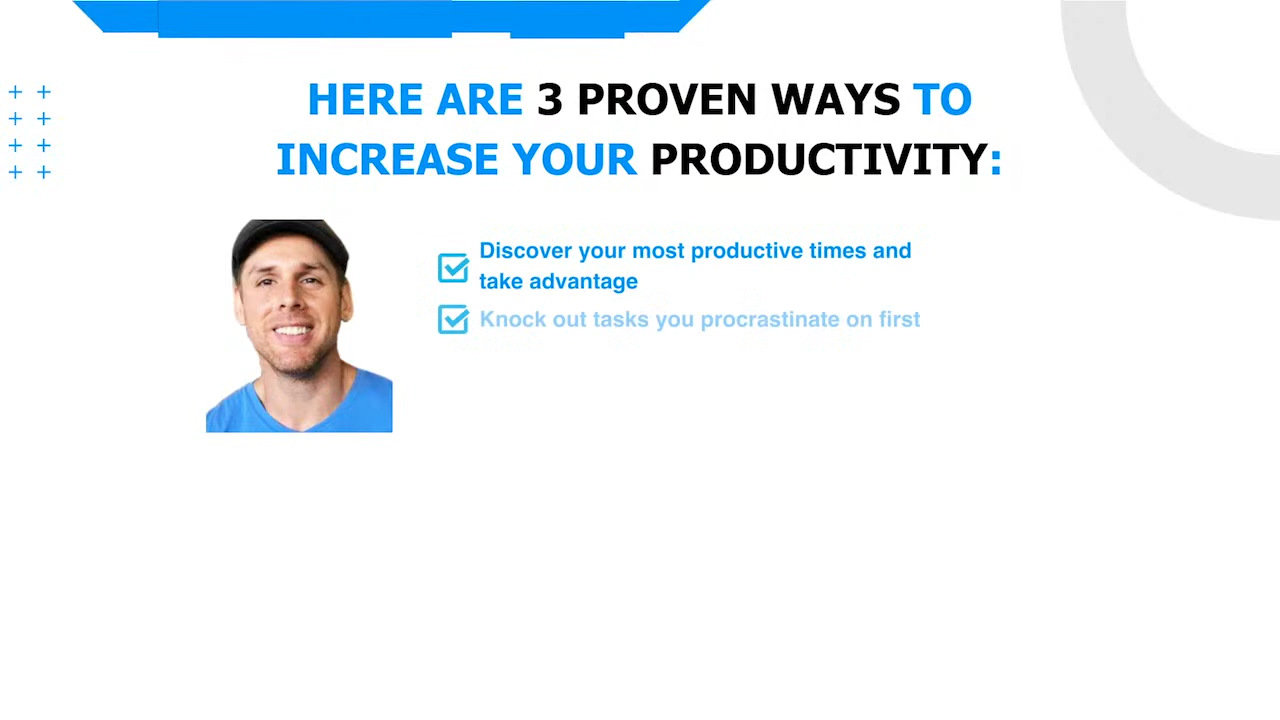 HERE ARE 3 PROVEN WAYS TO
INCREASE YOUR PRODUCTIVITY:
Discover your most productive times and
take advantage
Knock out tasks you procrastinate on first